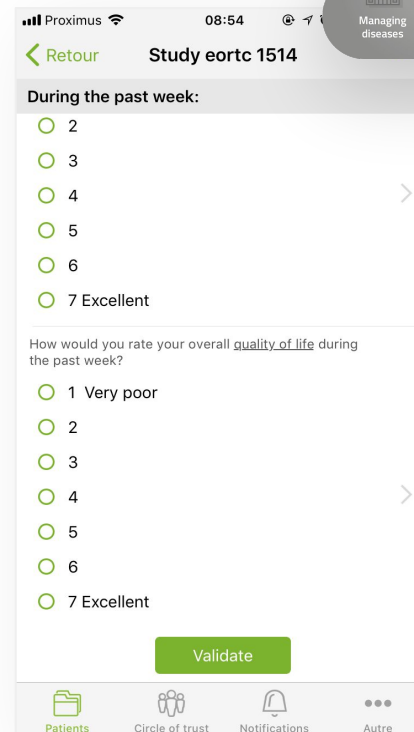 Proximus 08:54
Managing
diseases
Retour Study eortc 1514
During the past week:
2
3
4
5
6
7 Excellent
How would you rate your overall quality of life during
the past week?
1 Very poor
2
3
4
5
6
7 Excellent
Validate
Patients Circle of trust Notifications Autre